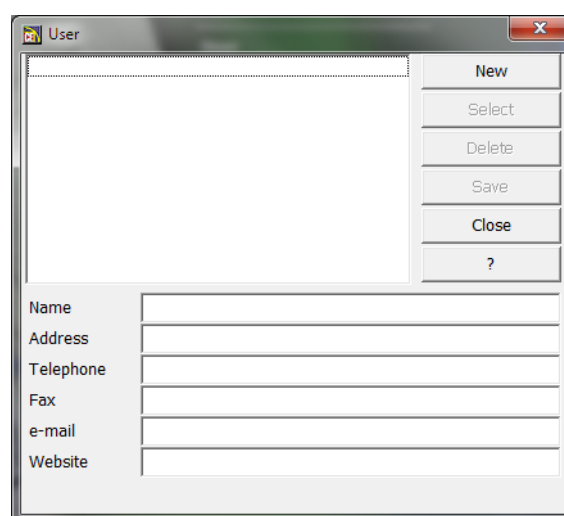 User
New
Select
Delete
Save
Close
?
Name
Address
Telephone
Fax
e-mail
Website